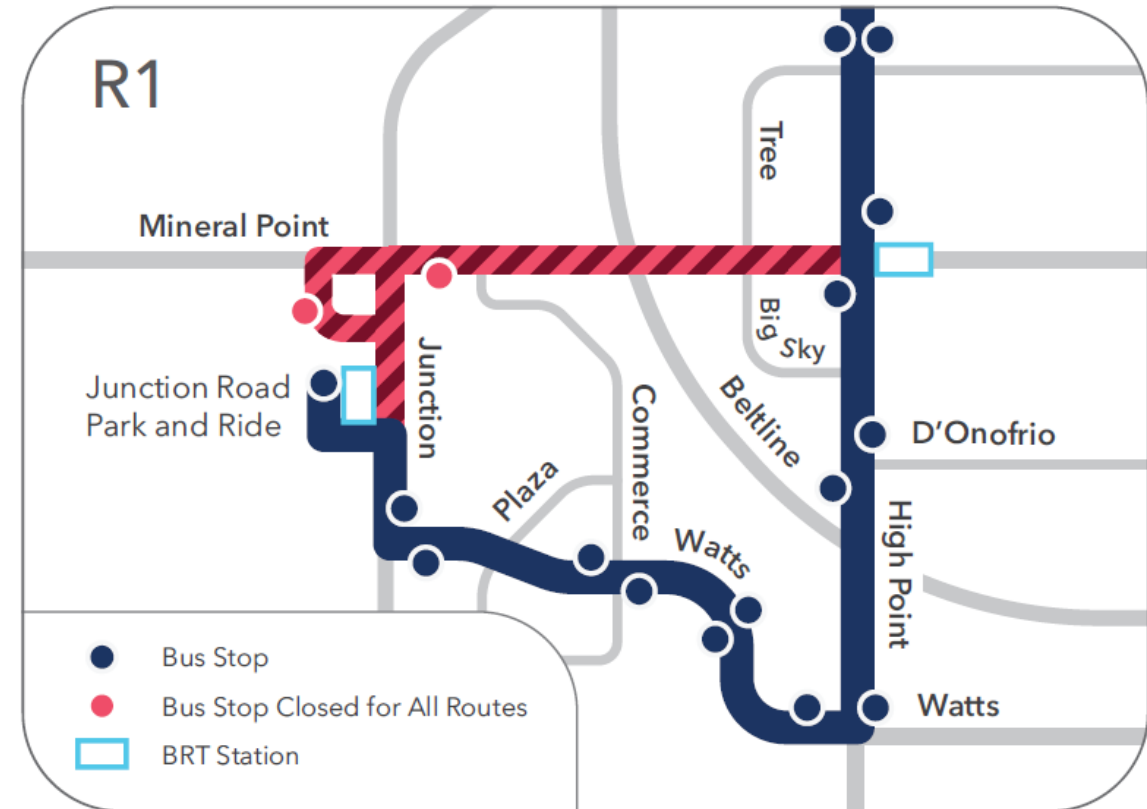 R1
Tree
Mineral Point
Big Sky
Junction
Junction Road
Park and Ride
Beltline
Commerce
D'Onofrio
Plaza
High Point
Watts
Watts
Bus Stop
Bus Stop Closed for All Routes
BRT Station